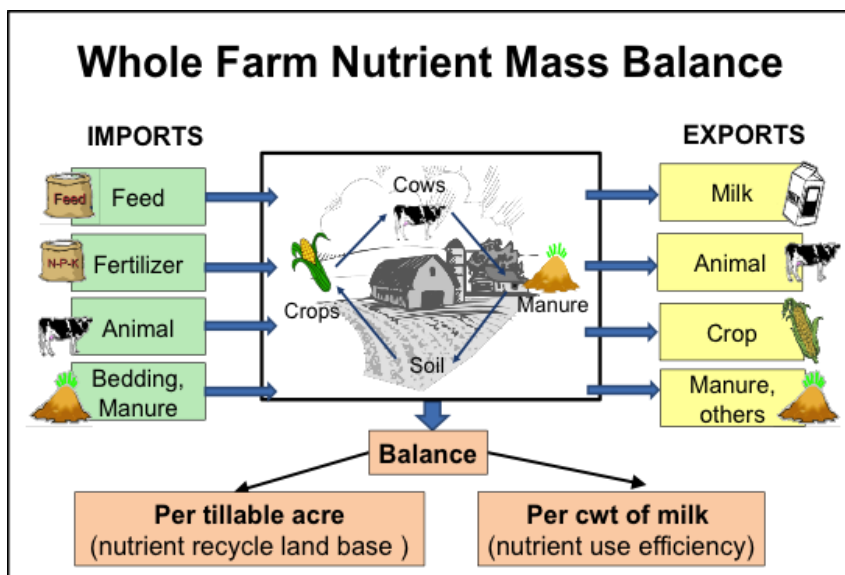 Whole Farm Nutrient Mass Balance
IMPORTS
EXPORTS
Feed
Feed
N-P-K
Fertilizer
Animal
Bedding,
Manure
Cows
Crops
Manure
Soil
Milk
Animal
Crop
Manure,
others
Balance
Per tillable acre
(nutrient recycle land base )
Per cwt of milk
(nutrient use efficiency)